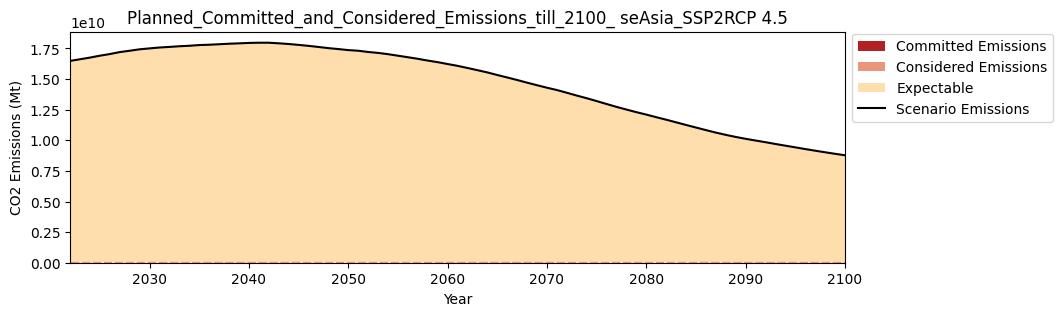 Planned_Committed_and_Considered_Emissions_till_2100_ seAsia_SSP2RCP 4.5
1e10
Committed Emissions
Considered Emissions
Expectable
Scenario Emissions
CO2 Emissions (Mt)
1.75
1.50
1.25
1.00
0.75
0.50
0.25
0.00
2030 2040 2050 2060 2070 2080 2090 2100
Year